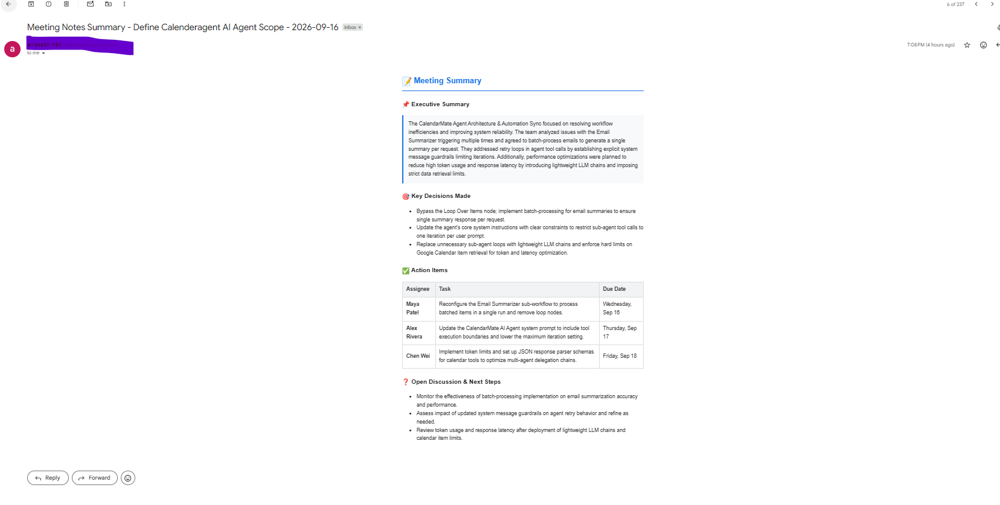 6 of 237
Meeting Notes Summary - Define Calenderagent AI Agent Scope - 2026-09-16 Inbox ×
a
7:08 PM (4 hours ago)
to me
Meeting Summary
Executive Summary
The CalendarMate Agent Architecture & Automation Sync focused on resolving workflow
inefficiencies and improving system reliability. The team analyzed issues with the Email
Summarizer triggering multiple times and agreed to batch-process emails to generate a single
summary per request. They addressed retry loops in agent tool calls by establishing explicit system
message guardrails limiting iterations. Additionally, performance optimizations were planned to
reduce high token usage and response latency by introducing lightweight LLM chains and imposing
strict data retrieval limits.
Key Decisions Made
• Bypass the Loop Over Items node; implement batch-processing for email summaries to ensure
single summary response per request.
• Update the agent's core system instructions with clear constraints to restrict sub-agent tool calls to
one iteration per user prompt.
• Replace unnecessary sub-agent loops with lightweight LLM chains and enforce hard limits on
Google Calendar item retrieval for token and latency optimization.
Action Items
Assignee Task Due Date
Maya Reconfigure the Email Summarizer sub-workflow to process Wednesday,
Patel batched items in a single run and remove loop nodes. Sep 16
Alex Update the CalendarMate AI Agent system prompt to include tool Thursday, Sep
Rivera execution boundaries and lower the maximum iteration setting. 17
Implement token limits and set up JSON response parser schemas
Chen Wei Friday, Sep 18
for calendar tools to optimize multi-agent delegation chains.
Open Discussion & Next Steps
• Monitor the effectiveness of batch-processing implementation on email summarization accuracy
and performance.
• Assess impact of updated system message guardrails on agent retry behavior and refine as
needed.
• Review token usage and response latency after deployment of lightweight LLM chains and
calendar item limits.
Reply Forward